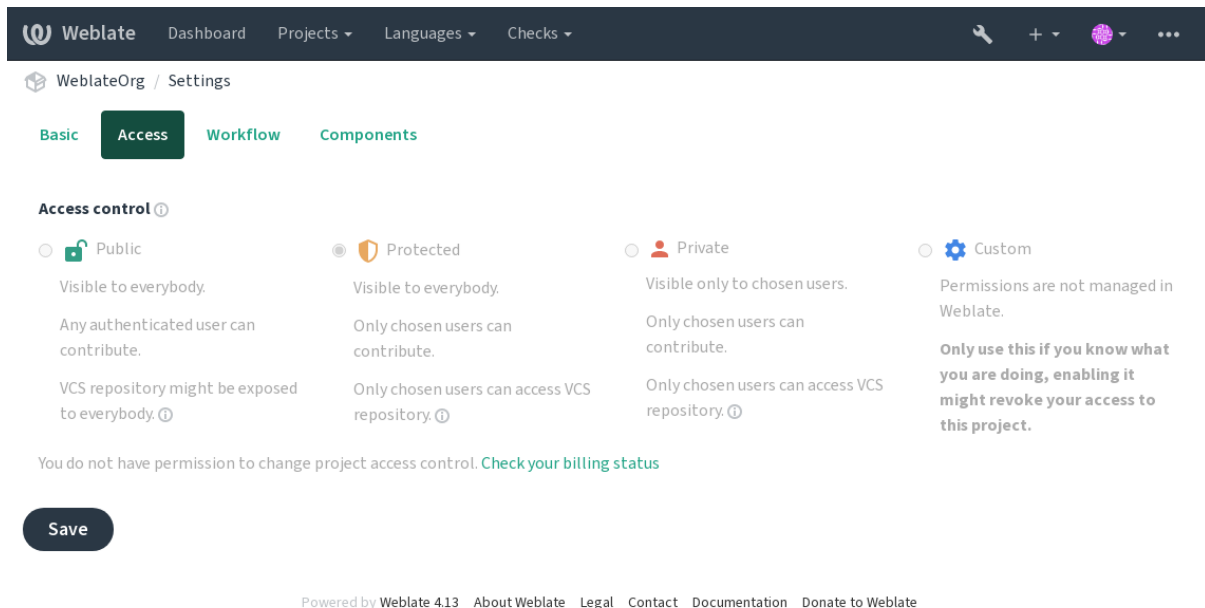 Weblate Dashboard Projects Languages Checks
WeblateOrg / Settings
Basic Access Workflow Components
Access control
Public
Visible to everybody.
Any authenticated user can
contribute.
VCS repository might be exposed
to everybody.
Protected
Visible to everybody.
Only chosen users can
contribute.
Only chosen users can access VCS
repository.
Private
Visible only to chosen users.
Only chosen users can
contribute.
Only chosen users can access VCS
repository.
Custom
Permissions are not managed in
Weblate.
Only use this if you know what
you are doing, enabling it
might revoke your access to
this project.
You do not have permission to change project access control. Check your billing status
Save
Powered by Weblate 4.13 About Weblate Legal Contact Documentation Donate to Weblate